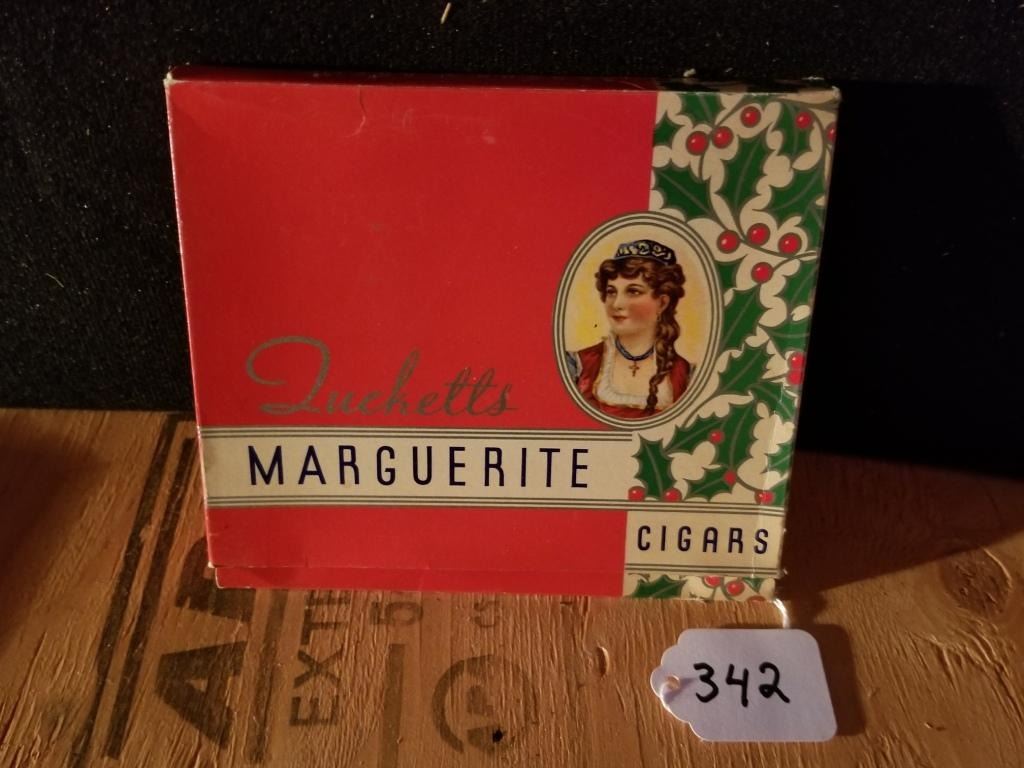 Tucketts
MARGUERITE
CIGARS
342